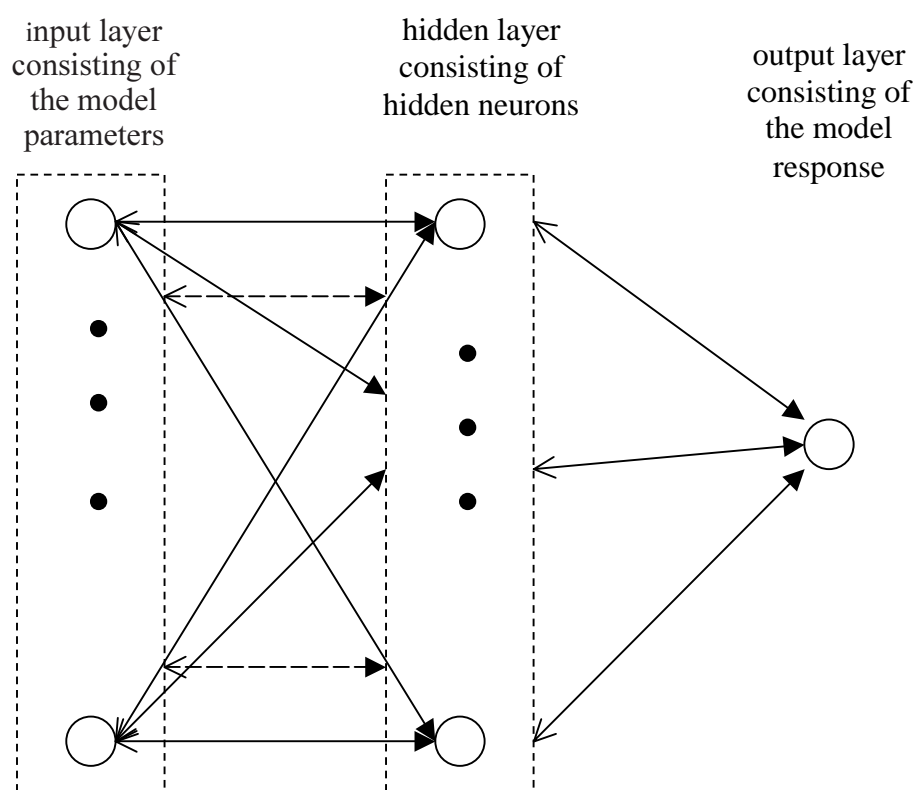 input layer
consisting of
the model
parameters
hidden layer
consisting of
hidden neurons
output layer
consisting of
the model
response